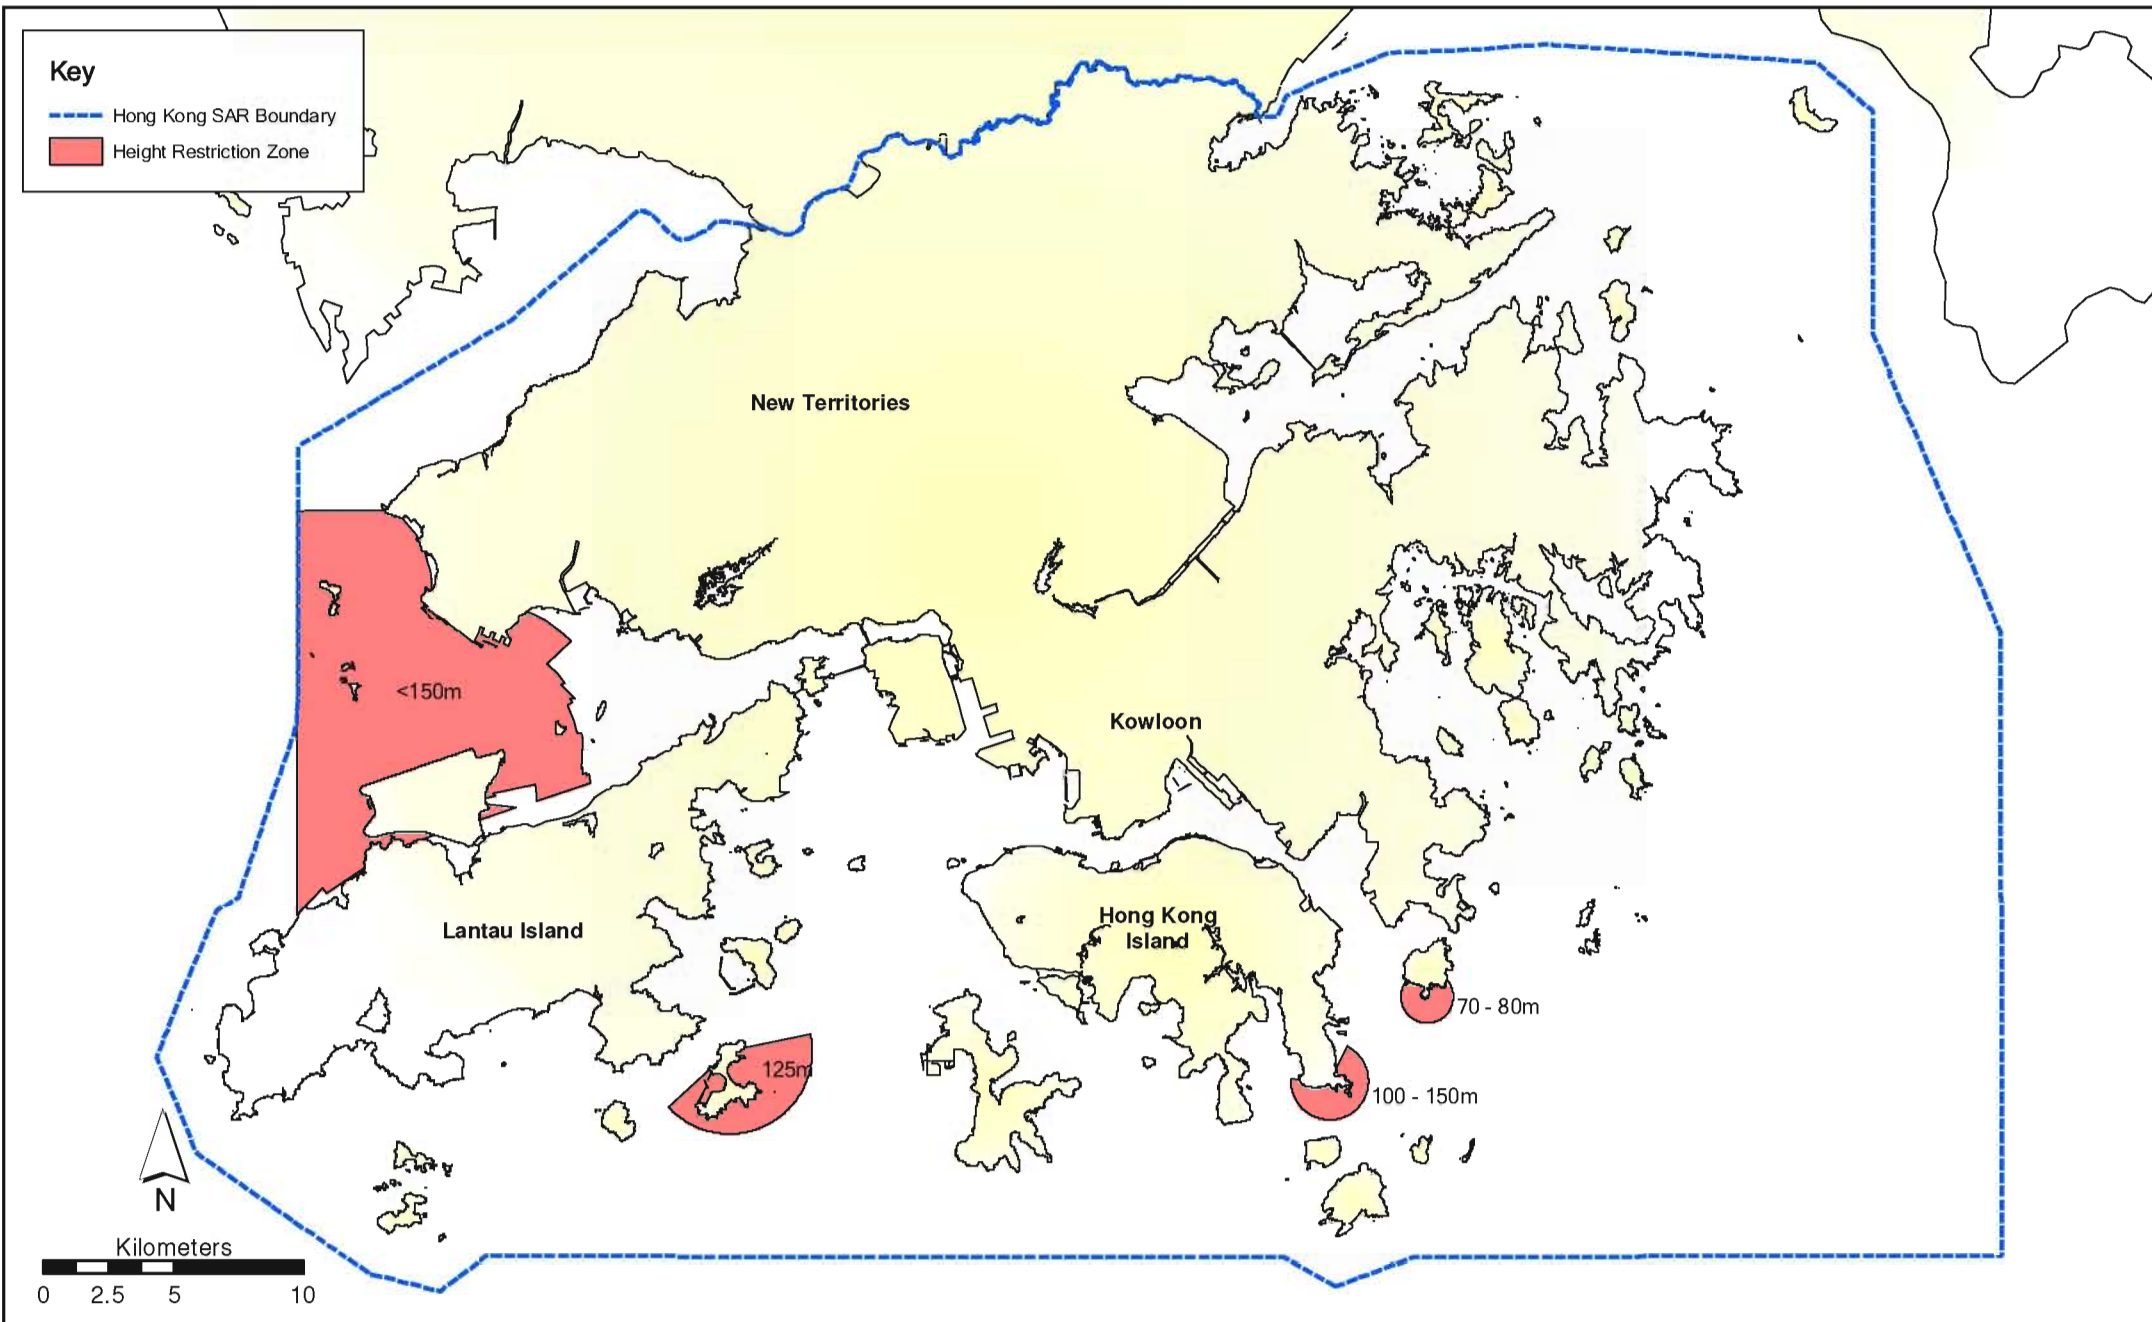 Key
Hong Kong SAR Boundary
Height Restriction Zone
New Territories
<150m
Kowloon
Hong Kong
Island
Lantau Island
70 - 80m
125m
100 - 150m
N
Kilometers
0 2.5 5 10